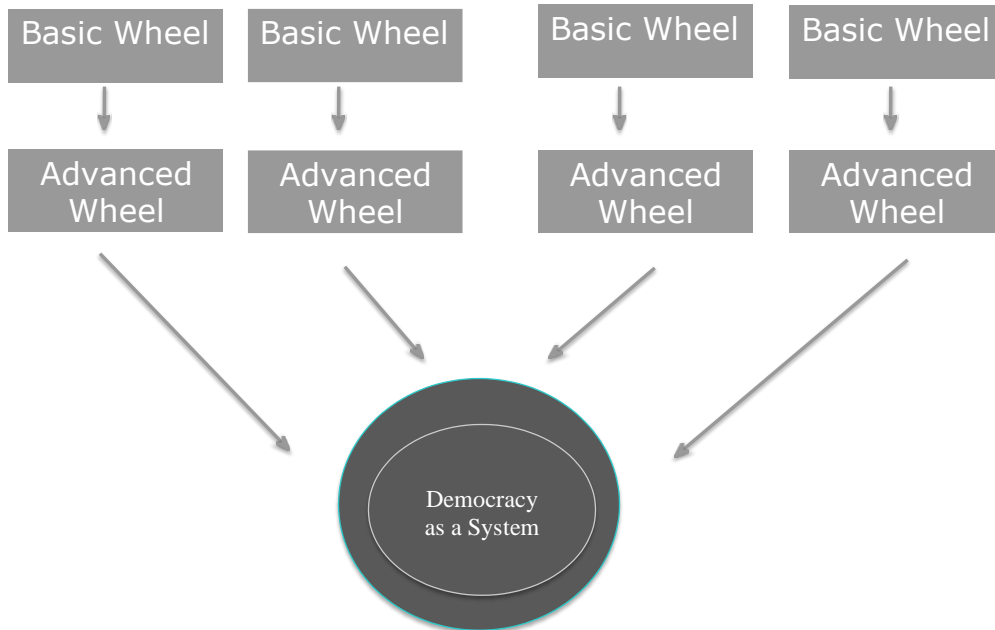 Basic Wheel
Basic Wheel
Basic Wheel
Basic Wheel
Advanced
Wheel
Advanced
Wheel
Advanced
Wheel
Advanced
Wheel
Democracy
as a System